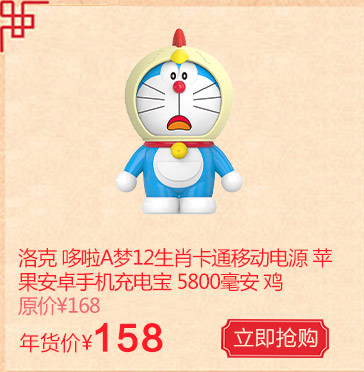 洛克 哆啦A梦12生肖卡通移动电源 苹
果安卓手机充电宝 5800毫安 鸡
原价¥168
年货价¥158
立即抢购